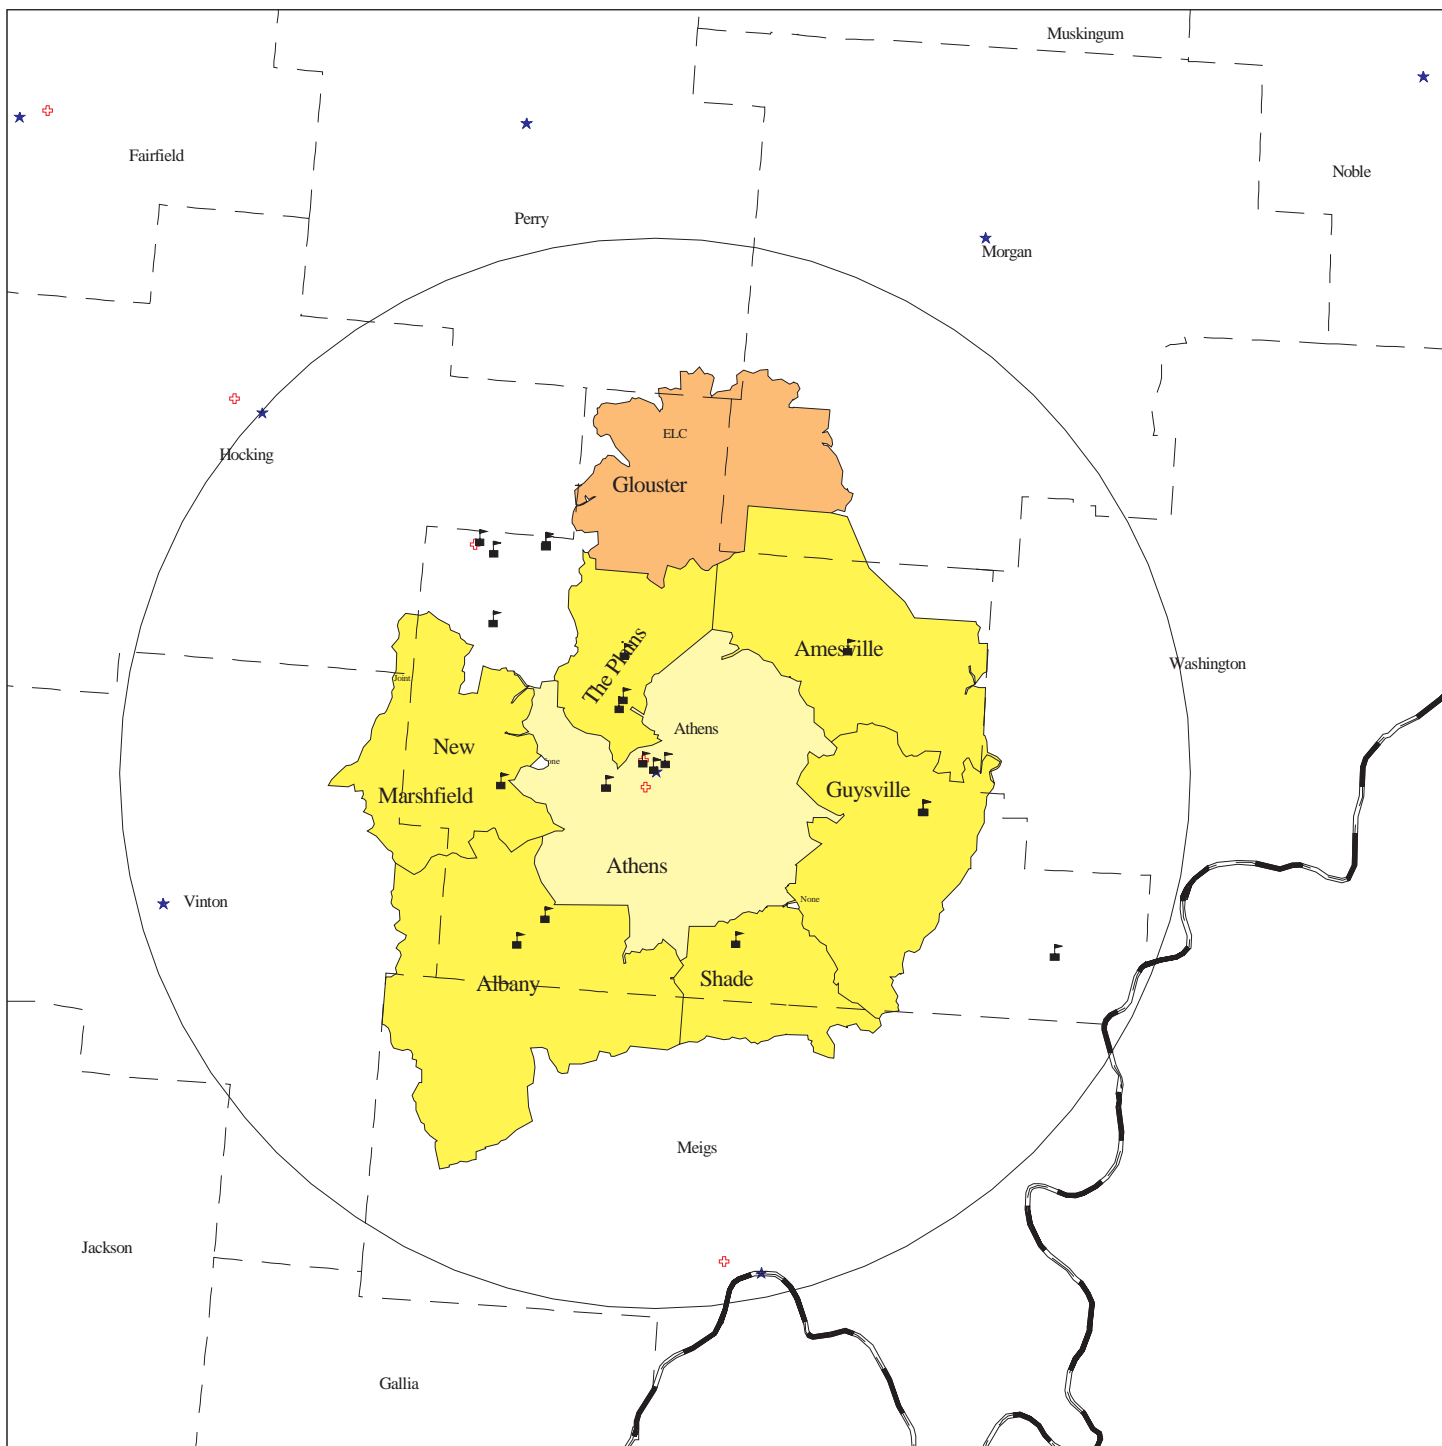 Muskingum
Fairfield
Noble
Perry
Morgan
ELC
Hocking
Glouster
The Plains
Amesville
Washington
Joint
Athens
New
Marshfield
one
Guysville
Athens
Vinton
None
Albany
Shade
Meigs
Jackson
Gallia